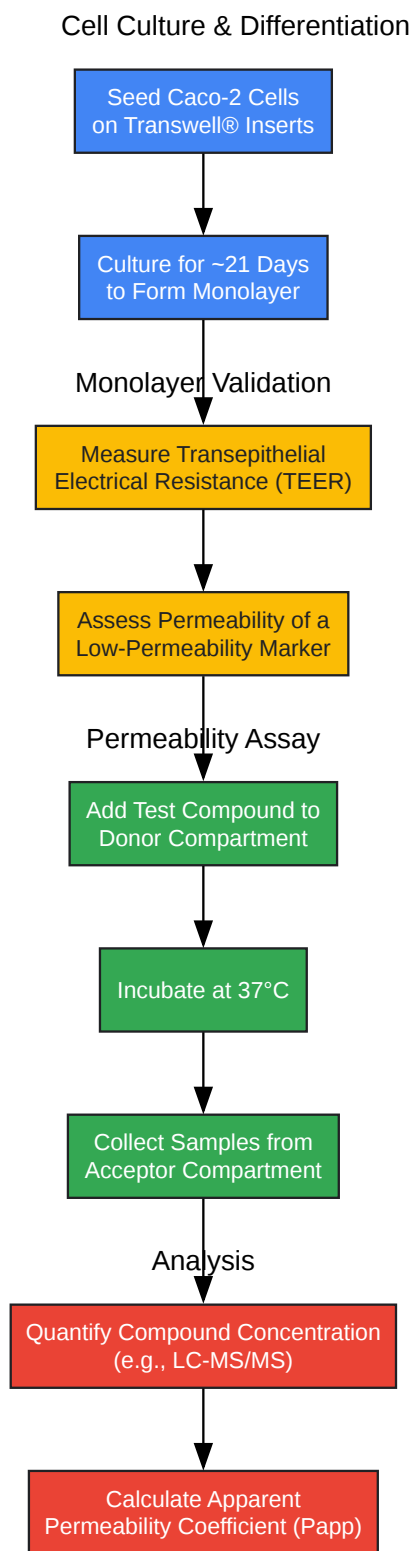 Cell Culture & Differentiation
Seed Caco-2 Cells
on Transwell® Inserts
Culture for ~21 Days
to Form Monolayer
Monolayer Validation
Measure Transepithelial
Electrical Resistance (TEER)
Assess Permeability of a
Low-Permeability Marker
Permeability Assay
Add Test Compound to
Donor Compartment
Incubate at 37°C
Collect Samples from
Acceptor Compartment
Analysis
Quantify Compound Concentration
(e.g., LC-MS/MS)
Calculate Apparent
Permeability Coefficient (Papp)